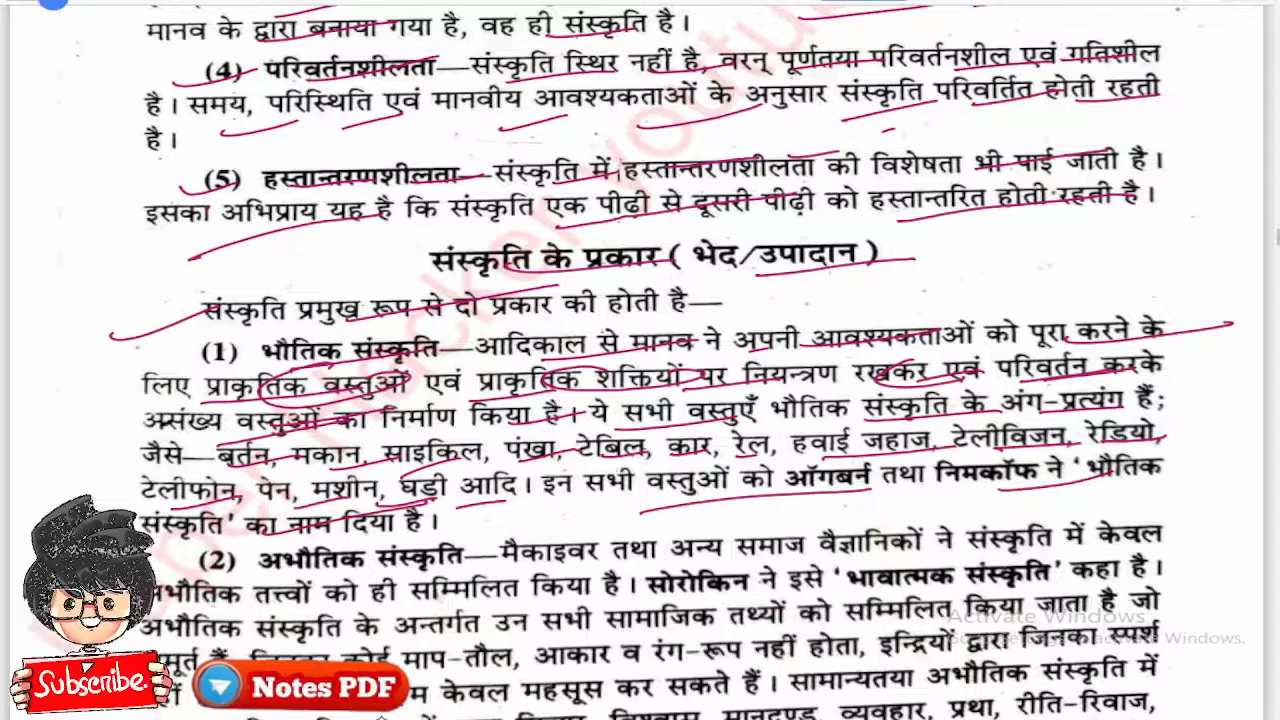 मानव के द्वारा बनाया गया है, वह ही संस्कृति है।
(4) परिवर्तनशीलता—संस्कृति स्थिर नहीं है, वरन् पूर्णतया परिवर्तनशील एवं गतिशील
है। समय, परिस्थिति एवं मानवीय आवश्यकताओं के अनुसार संस्कृति परिवर्तित होती रहती
है।
(5) हस्तान्तरणशीलता—संस्कृति में हस्तान्तरणशीलता की विशेषता भी पाई जाती है।
इसका अभिप्राय यह है कि संस्कृति एक पीढ़ी से दूसरी पीढ़ी को हस्तान्तरित होती रहती है।
संस्कृति के प्रकार ( भेद/उपादान )
संस्कृति प्रमुख रूप से दो प्रकार की होती है—
(1) भौतिक संस्कृति—आदिकाल से मानव ने अपनी आवश्यकताओं को पूरा करने के
लिए प्राकृतिक वस्तुओं एवं प्राकृतिक शक्तियों पर नियन्त्रण रखकर एवं परिवर्तन करके
असंख्य वस्तुओं का निर्माण किया है। ये सभी वस्तुएँ भौतिक संस्कृति के अंग-प्रत्यंग हैं;
जैसे—बर्तन, मकान, साइकिल, पंखा, टेबिल, कार, रेल, हवाई जहाज, टेलीविजन, रेडियो,
टेलीफोन, पेन, मशीन, घड़ी आदि। इन सभी वस्तुओं को ऑगबर्न तथा निमकॉफ ने 'भौतिक
संस्कृति' का नाम दिया है।
(2) अभौतिक संस्कृति—मैकाइवर तथा अन्य समाज वैज्ञानिकों ने संस्कृति में केवल
अभौतिक तत्त्वों को ही सम्मिलित किया है। सोरोकिन ने इसे 'भावात्मक संस्कृति' कहा है।
अभौतिक संस्कृति के अन्तर्गत उन सभी सामाजिक तथ्यों को सम्मिलित किया जाता है जो
माप-तौल, आकार व रंग-रूप नहीं होता, इन्द्रियों द्वारा जिनका स्पर्श
केवल महसूस कर सकते हैं। सामान्यतया अभौतिक संस्कृति में
व्यवहार, प्रथा, रीति-रिवाज,
Activate Windows
Subscribe
Notes PDF